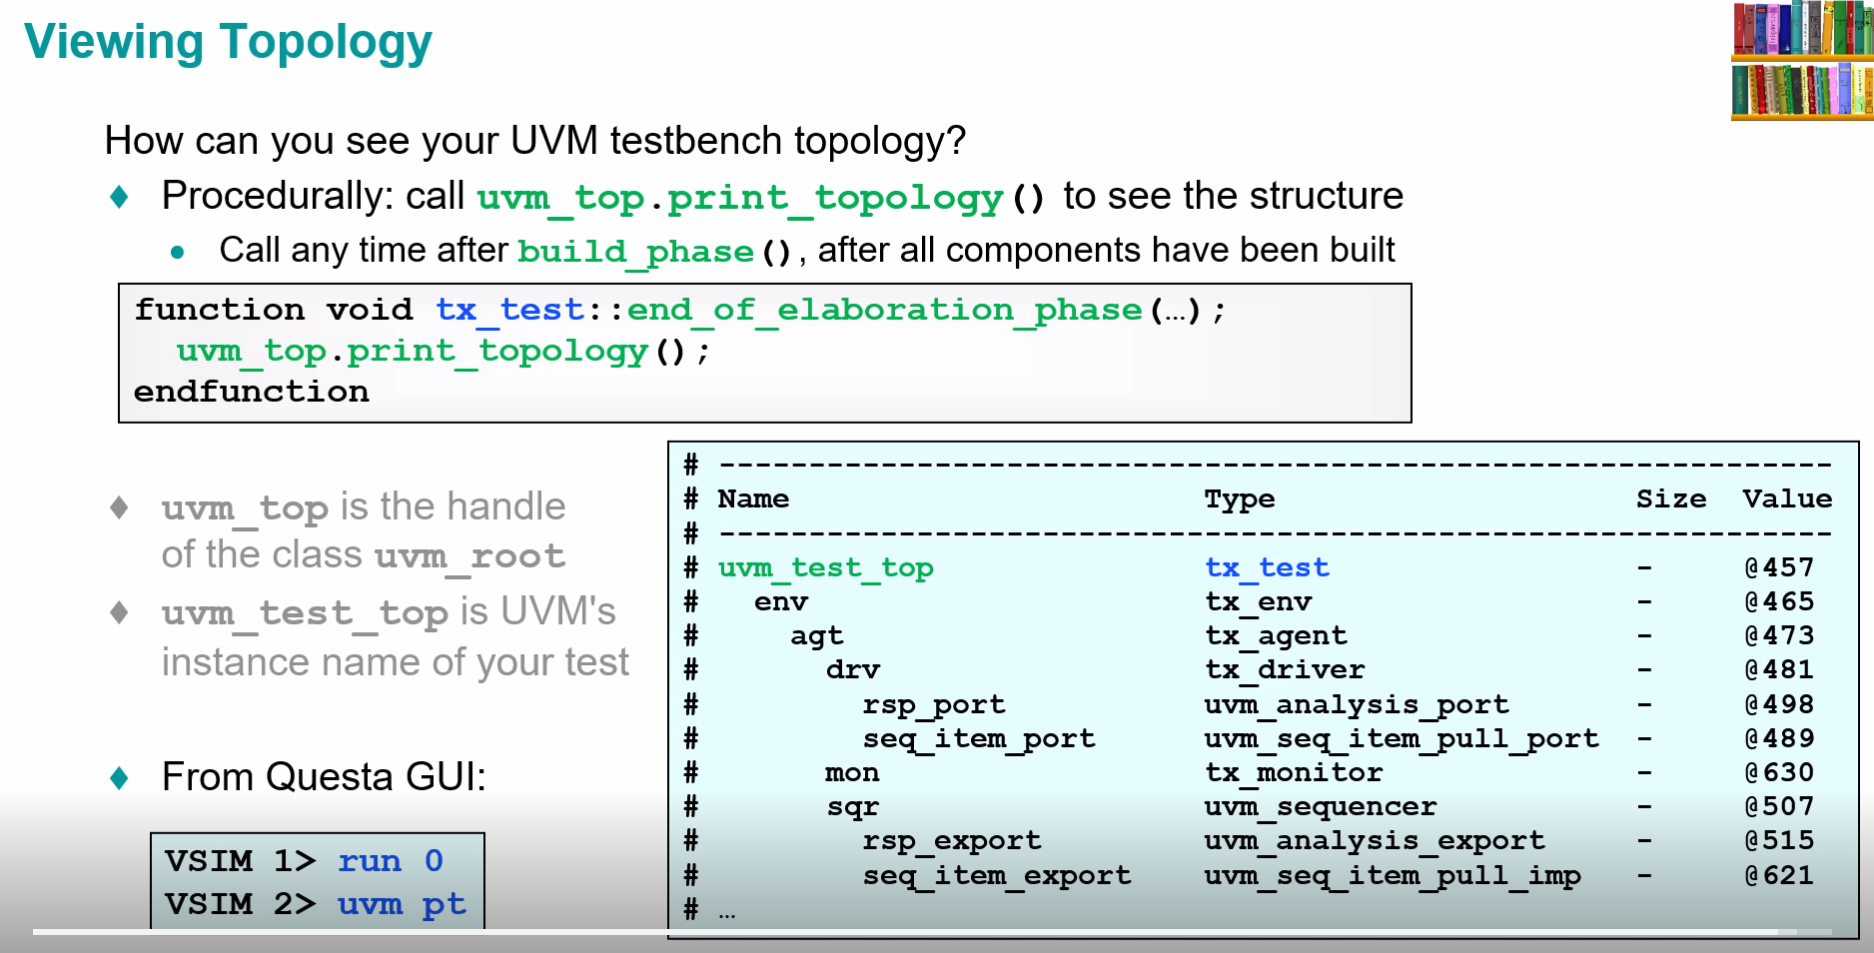 Viewing Topology
How can you see your UVM testbench topology?
♦ Procedurally: call uvm_top.print_topology() to see the structure
• Call any time after build_phase(), after all components have been built
function void tx_test::end_of_elaboration_phase(…);
uvm_top.print_topology();
endfunction
♦ uvm_top is the handle
of the class uvm_root
♦ uvm_test_top is UVM's
instance name of your test
♦ From Questa GUI:
VSIM 1> run 0
VSIM 2> uvm pt
# --------------------------------------------------------------
# Name Type Size Value
# --------------------------------------------------------------
# uvm_test_top tx_test - @457
# env tx_env - @465
# agt tx_agent - @473
# drv tx_driver - @481
# rsp_port uvm_analysis_port - @498
# seq_item_port uvm_seq_item_pull_port - @489
# mon tx_monitor - @630
# sqr uvm_sequencer - @507
# rsp_export uvm_analysis_export - @515
# seq_item_export uvm_seq_item_pull_imp - @621
# …